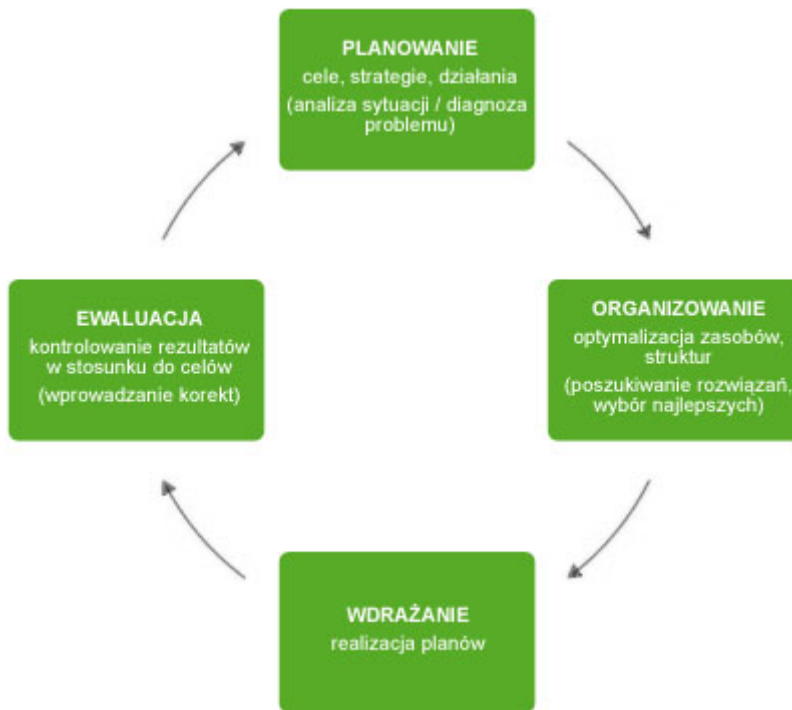 PLANOWANIE
cele, strategie, działania
(analiza sytuacji / diagnoza
problemu)
ORGANIZOWANIE
optymalizacja zasobów,
struktur
(poszukiwanie rozwiązań,
wybór najlepszych)
WDRAŻANIE
realizacja planów
EWALUACJA
kontrolowanie rezultatów
w stosunku do celów
(wprowadzanie korekt)